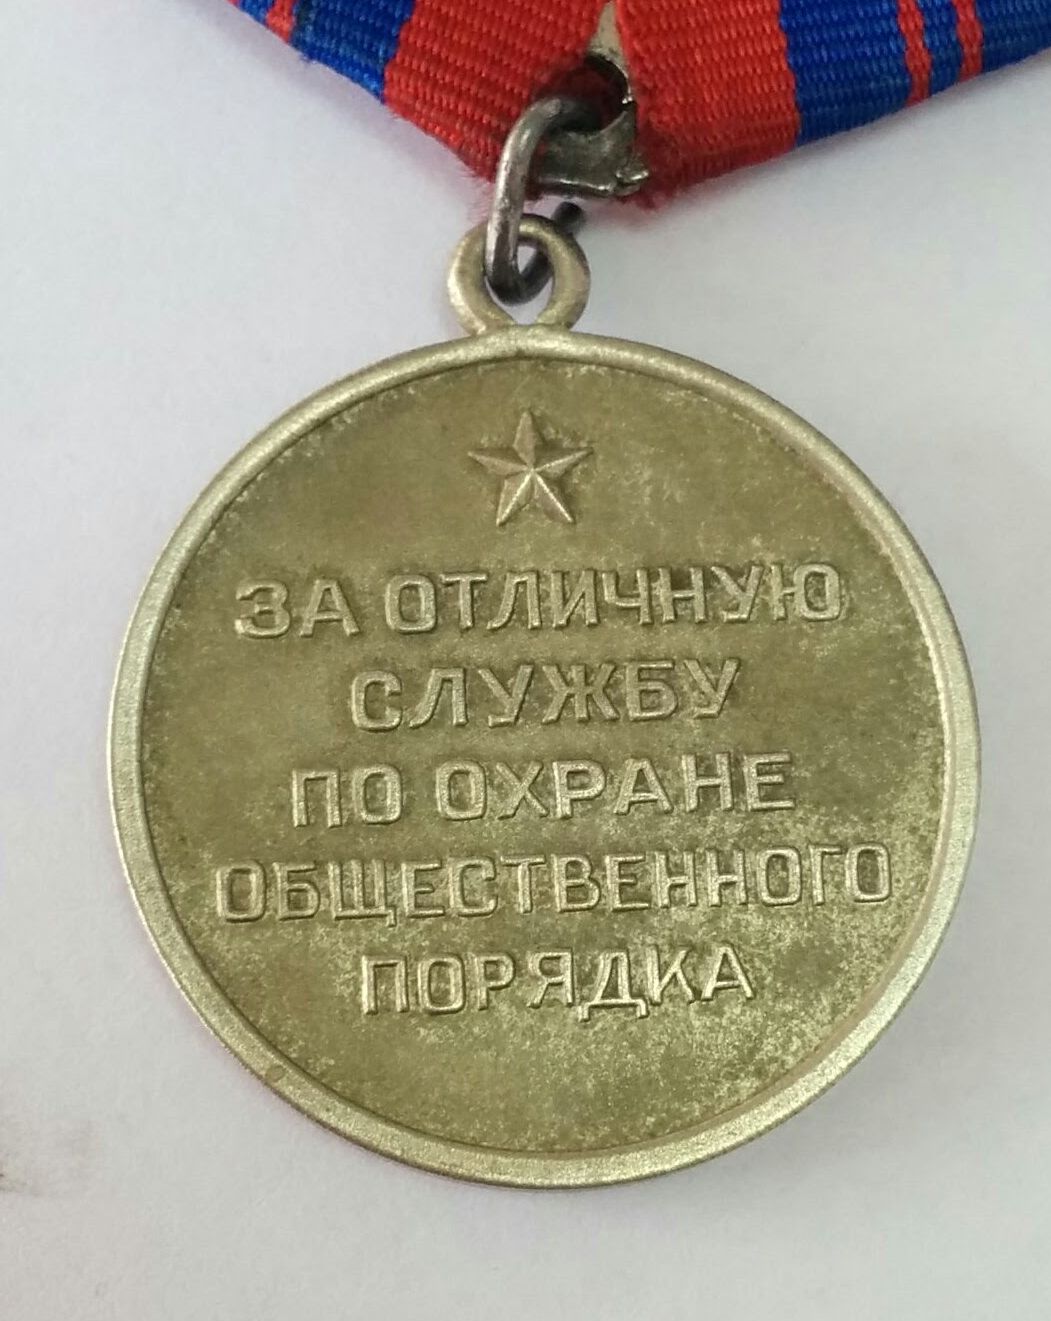 ЗА ОТЛИЧНУЮ
СЛУЖБУ
ПО ОХРАНЕ
ОБЩЕСТВЕННОГО
ПОРЯДКА